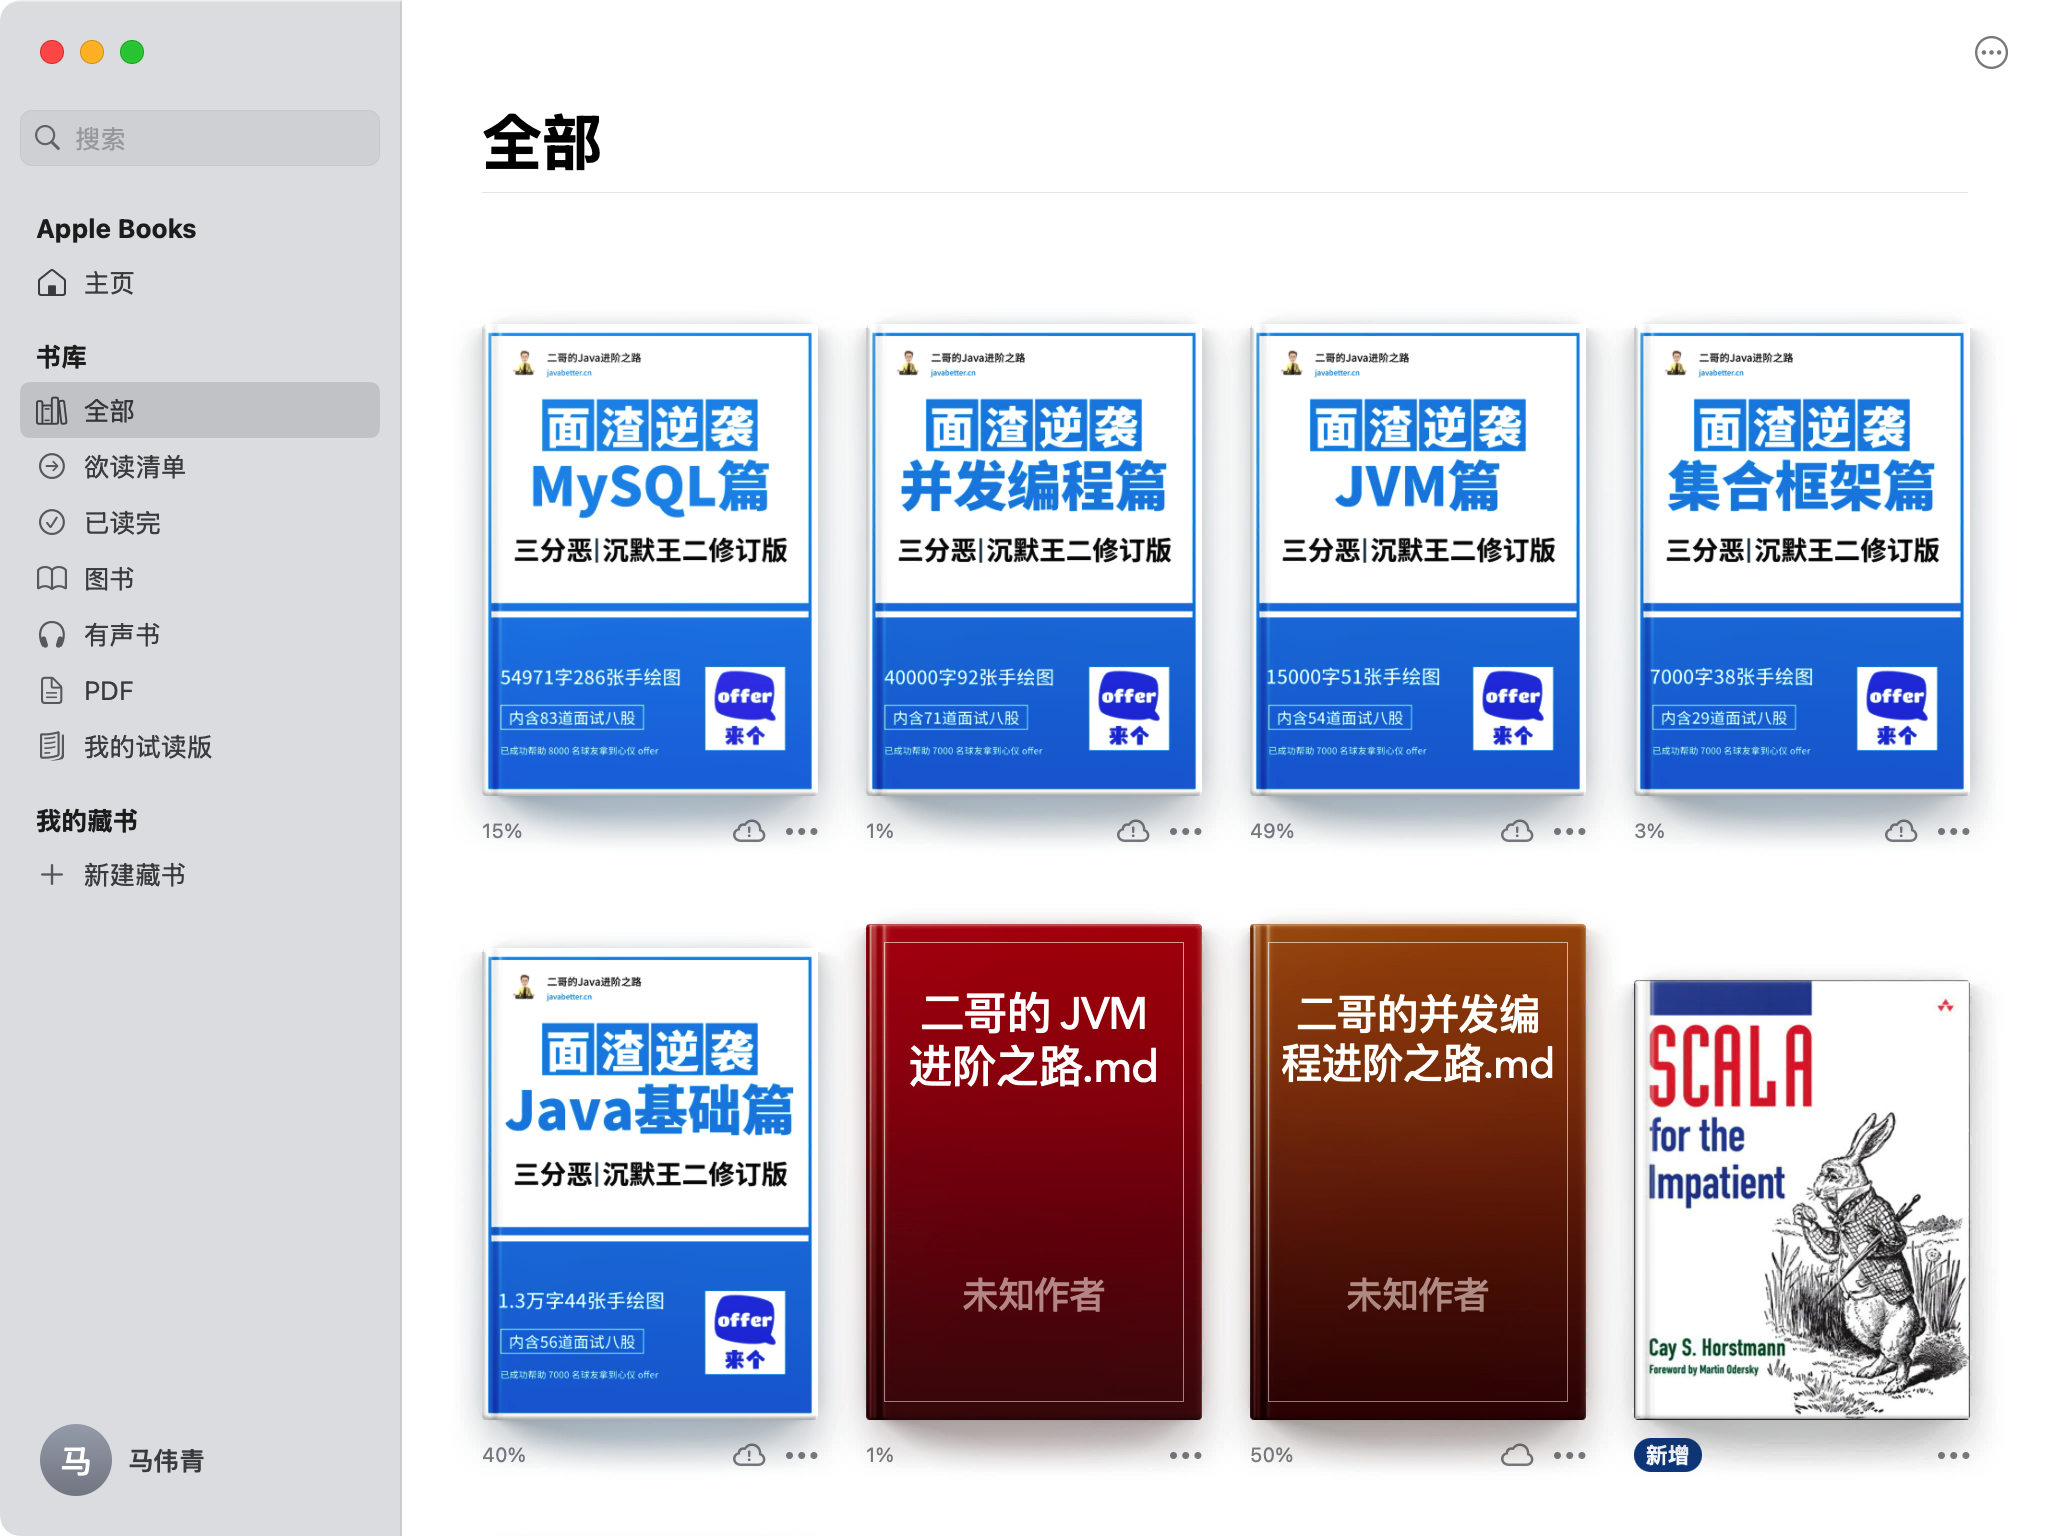 搜索
Apple Books
主页
书库
全部
欲读清单
已读完
图书
有声书
PDF
我的试读版
我的藏书
新建藏书
马
马伟青
全部
二哥的Java进阶之路
javabetter.cn
面渣逆袭
MySQL篇
三分恶|沉默王二修订版
54971字286张手绘图
内含83道面试八股
已成功帮助 8000 名球友拿到心仪 offer
offer
来个
15%
二哥的Java进阶之路
javabetter.cn
面渣逆袭
并发编程篇
三分恶|沉默王二修订版
40000字92张手绘图
内含71道面试八股
已成功帮助 7000 名球友拿到心仪 offer
offer
来个
1%
二哥的Java进阶之路
javabetter.cn
面渣逆袭
JVM篇
三分恶|沉默王二修订版
15000字51张手绘图
内含54道面试八股
已成功帮助 7000 名球友拿到心仪 offer
offer
来个
49%
二哥的Java进阶之路
javabetter.cn
面渣逆袭
集合框架篇
三分恶|沉默王二修订版
7000字38张手绘图
内含29道面试八股
已成功帮助 7000 名球友拿到心仪 offer
offer
来个
3%
二哥的Java进阶之路
javabetter.cn
面渣逆袭
Java基础篇
三分恶|沉默王二修订版
1.3万字44张手绘图
内含56道面试八股
已成功帮助 7000 名球友拿到心仪 offer
offer
来个
40%
二哥的 JVM
进阶之路.md
未知作者
1%
二哥的并发编
程进阶之路.md
未知作者
50%
SCALA
for the
Impatient
Cay S. Horstmann
Foreword by Martin Odersky
新增